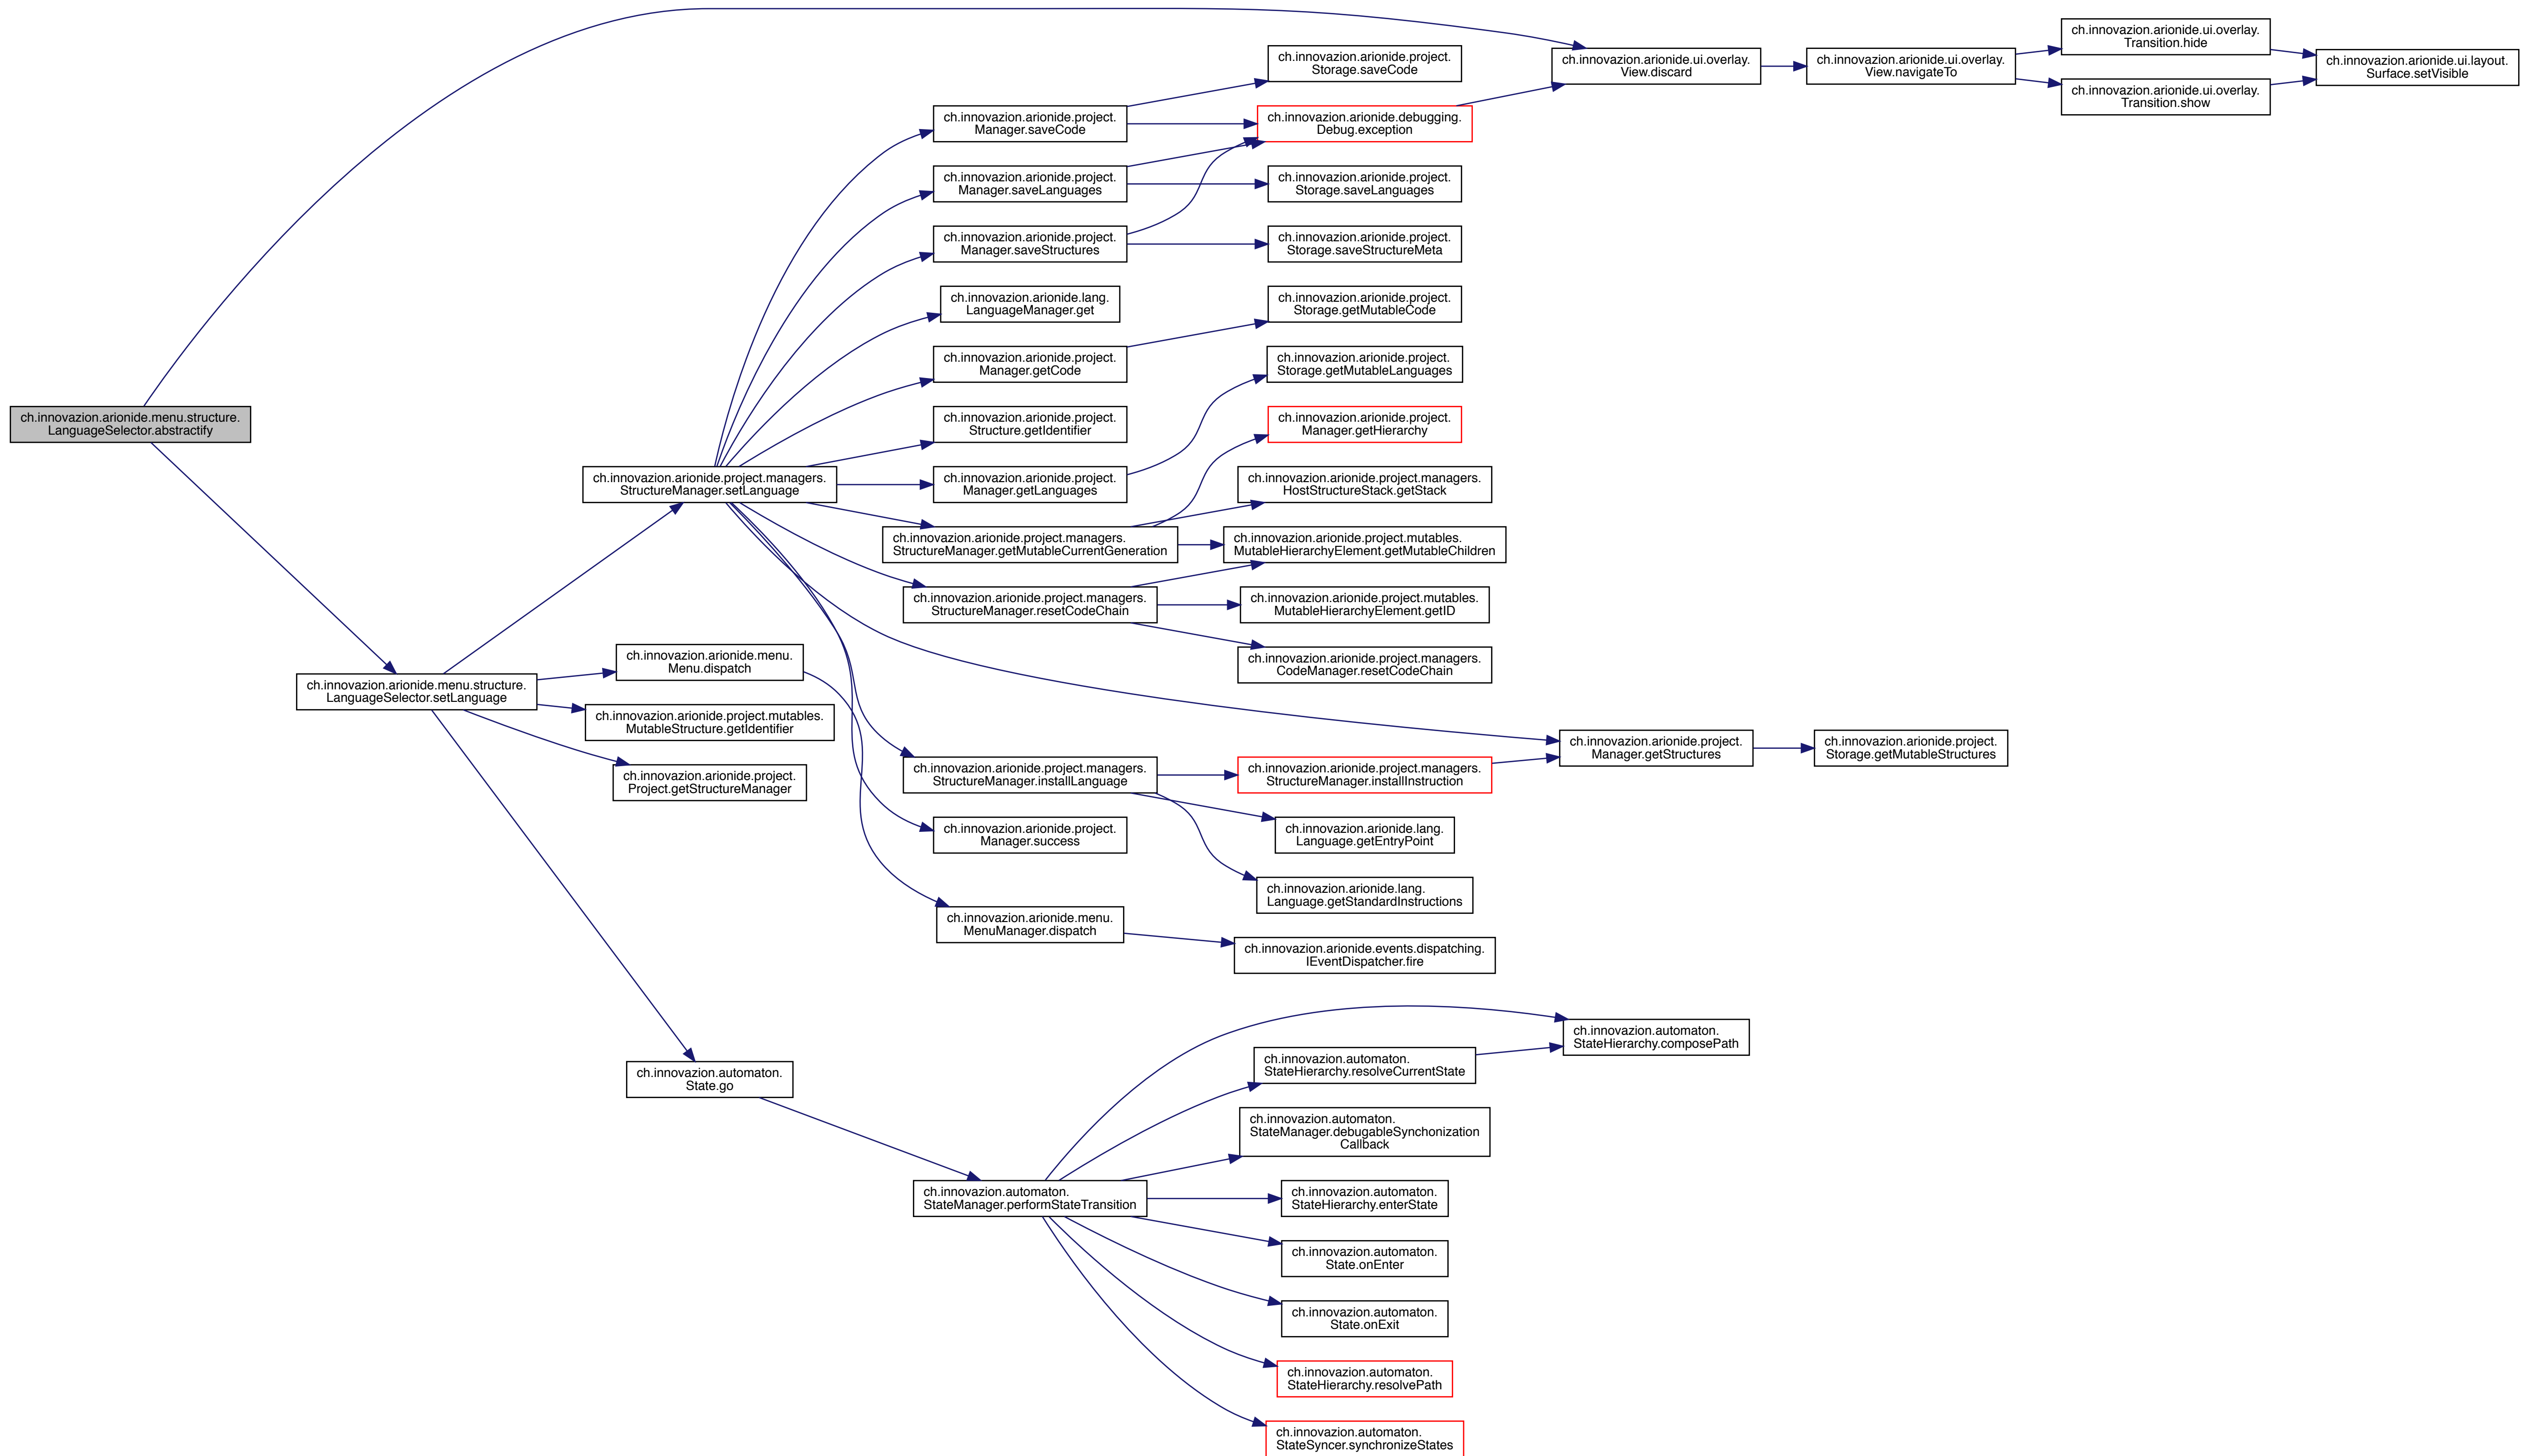 ch.innovazion.arionide.menu.structure.
LanguageSelector.abstractify
ch.innovazion.arionide.ui.overlay.
View.discard
ch.innovazion.arionide.ui.overlay.
View.navigateTo
ch.innovazion.arionide.ui.overlay.
Transition.hide
ch.innovazion.arionide.ui.overlay.
Transition.show
ch.innovazion.arionide.ui.layout.
Surface.setVisible
ch.innovazion.arionide.menu.structure.
LanguageSelector.setLanguage
ch.innovazion.arionide.project.managers.
StructureManager.setLanguage
ch.innovazion.arionide.menu.
Menu.dispatch
ch.innovazion.arionide.project.mutables.
MutableStructure.getIdentifier
ch.innovazion.arionide.project.
Project.getStructureManager
ch.innovazion.automaton.
State.go
ch.innovazion.arionide.project.
Manager.saveCode
ch.innovazion.arionide.project.
Manager.saveLanguages
ch.innovazion.arionide.project.
Manager.saveStructures
ch.innovazion.arionide.lang.
LanguageManager.get
ch.innovazion.arionide.project.
Manager.getCode
ch.innovazion.arionide.project.
Structure.getIdentifier
ch.innovazion.arionide.project.
Manager.getLanguages
ch.innovazion.arionide.project.managers.
StructureManager.getMutableCurrentGeneration
ch.innovazion.arionide.project.managers.
StructureManager.resetCodeChain
ch.innovazion.arionide.project.managers.
StructureManager.installLanguage
ch.innovazion.arionide.project.
Manager.success
ch.innovazion.arionide.menu.
MenuManager.dispatch
ch.innovazion.automaton.
StateManager.performStateTransition
ch.innovazion.arionide.project.
Storage.saveCode
ch.innovazion.arionide.debugging.
Debug.exception
ch.innovazion.arionide.project.
Storage.saveLanguages
ch.innovazion.arionide.project.
Storage.saveStructureMeta
ch.innovazion.arionide.project.
Storage.getMutableCode
ch.innovazion.arionide.project.
Storage.getMutableLanguages
ch.innovazion.arionide.project.
Manager.getHierarchy
ch.innovazion.arionide.project.managers.
HostStructureStack.getStack
ch.innovazion.arionide.project.mutables.
MutableHierarchyElement.getMutableChildren
ch.innovazion.arionide.project.mutables.
MutableHierarchyElement.getID
ch.innovazion.arionide.project.managers.
CodeManager.resetCodeChain
ch.innovazion.arionide.project.managers.
StructureManager.installInstruction
ch.innovazion.arionide.project.
Manager.getStructures
ch.innovazion.arionide.project.
Storage.getMutableStructures
ch.innovazion.arionide.lang.
Language.getEntryPoint
ch.innovazion.arionide.lang.
Language.getStandardInstructions
ch.innovazion.arionide.events.dispatching.
IEventDispatcher.fire
ch.innovazion.automaton.
StateHierarchy.composePath
ch.innovazion.automaton.
StateHierarchy.resolveCurrentState
ch.innovazion.automaton.
StateManager.debugableSynchonization
Callback
ch.innovazion.automaton.
StateHierarchy.enterState
ch.innovazion.automaton.
State.onEnter
ch.innovazion.automaton.
State.onExit
ch.innovazion.automaton.
StateHierarchy.resolvePath
ch.innovazion.automaton.
StateSyncer.synchronizeStates